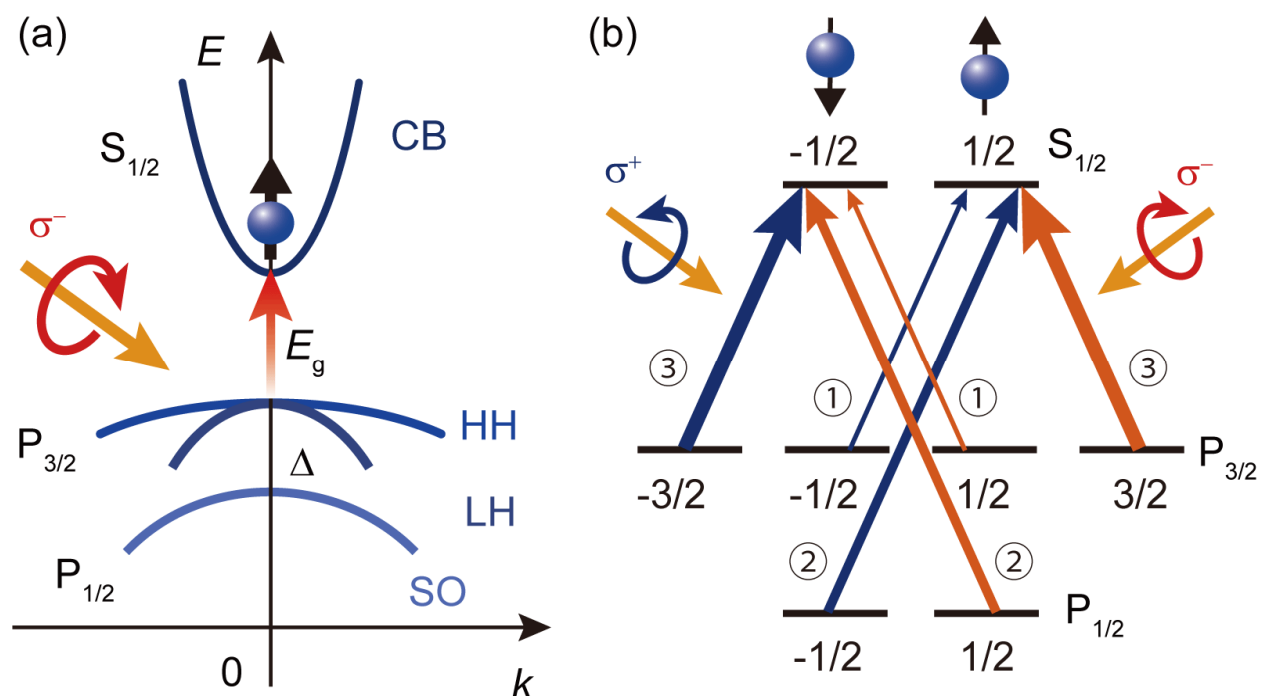 (a)
E
S1/2
CB
σ−
Eg
HH
P3/2
Δ
LH
P1/2
SO
0
k
(b)
-1/2 1/2 S1/2
σ+ σ−
③ ① ① ③
P3/2
-3/2 -1/2 1/2 3/2
② ②
P1/2
-1/2 1/2